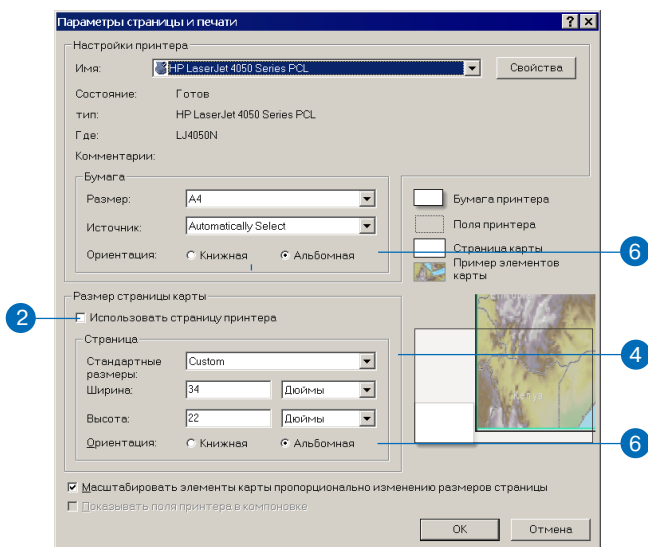 Параметры страницы и печати
Настройки принтера
Имя: HP LaserJet 4050 Series PCL Свойства
Состояние: Готов
тип: HP LaserJet 4050 Series PCL
Где: LJ4050N
Комментарии:
Бумага
Размер: A4
Источник: Automatically Select
Ориентация: Книжная Альбомная
Бумага принтера
Поля принтера
Страница карты
Пример элементов
карты
6
Размер страницы карты
2
Использовать страницу принтера
Страница
Стандартные
размеры: Custom
4
Ширина: 34 Дюймы
Высота: 22 Дюймы
Ориентация: Книжная Альбомная
6
Kenya
Масштабировать элементы карты пропорционально изменению размеров страницы
Показывать поля принтера в компоновке
OK Отмена